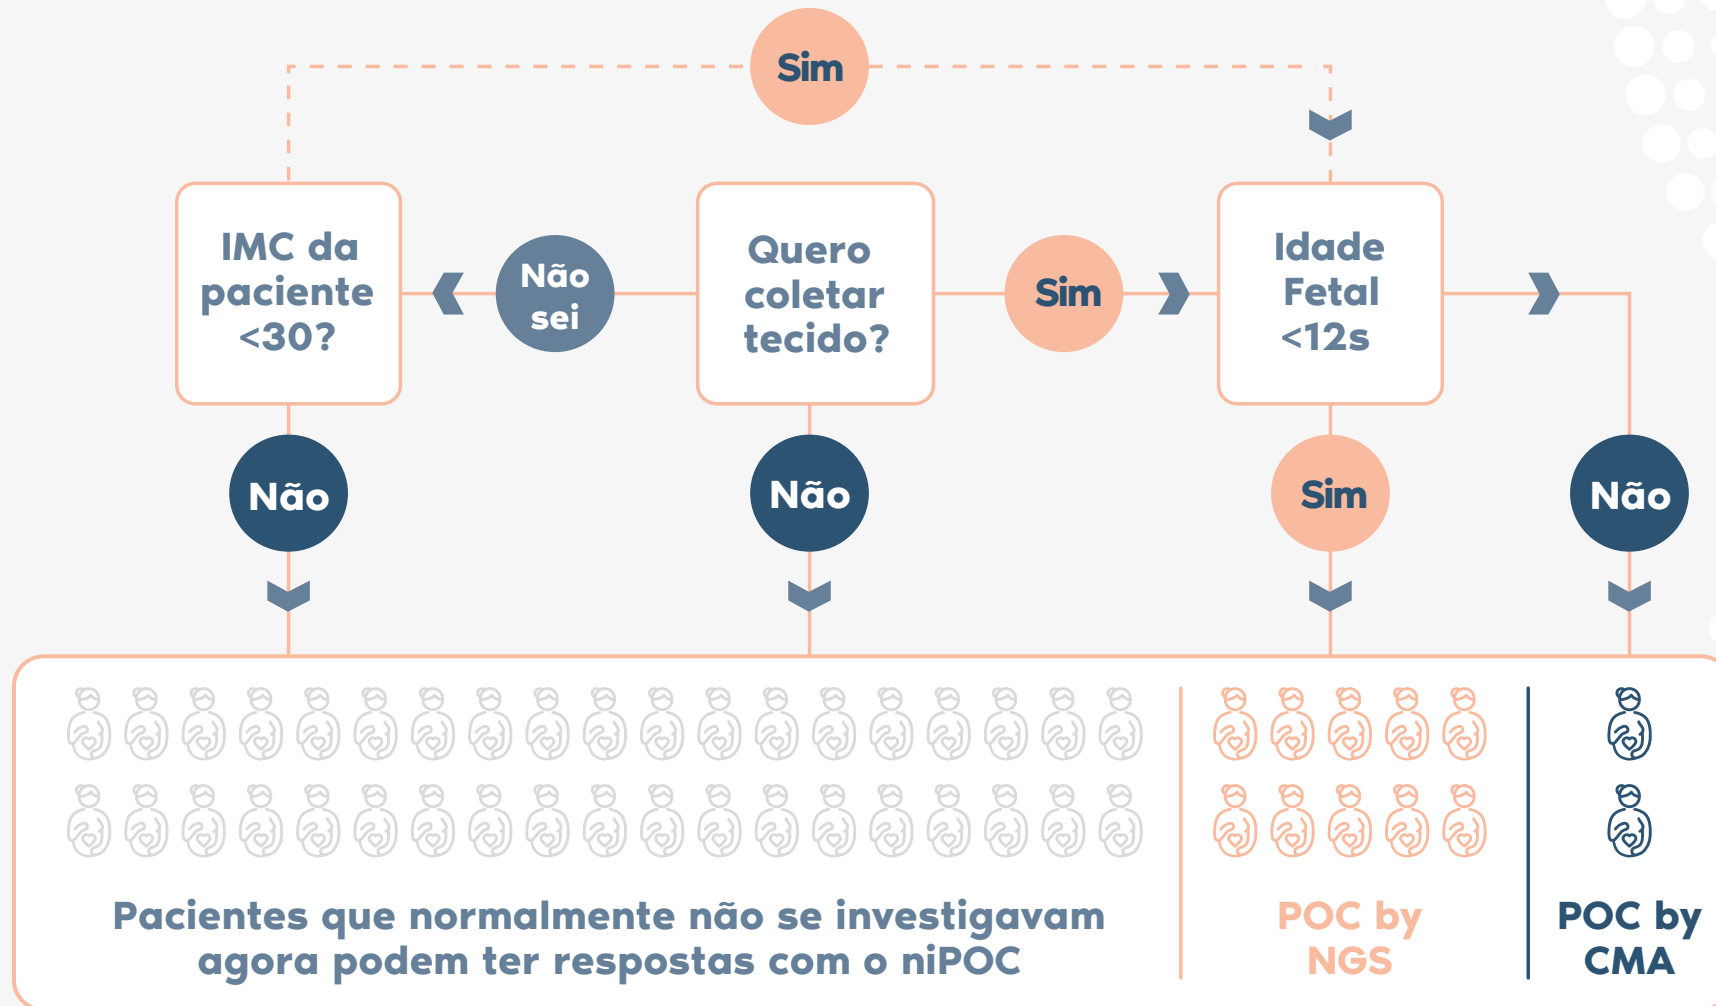 Sim
IMC da
paciente
<30?
Não
sei
Quero
coletar
tecido?
Sim
Idade
Fetal
<12s
Não
Não
Sim
Não
Pacientes que normalmente não se investigavam
agora podem ter respostas com o niPOC
POC by
NGS
POC by
CMA